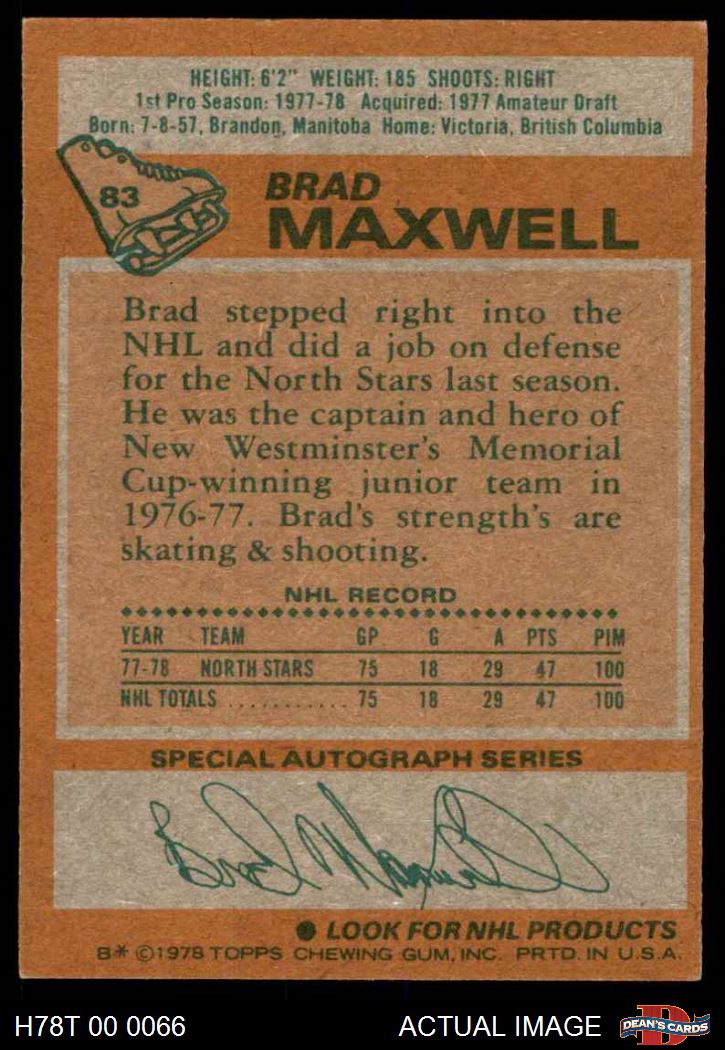 HEIGHT: 6'2" WEIGHT: 185 SHOOTS: RIGHT
1st Pro Season: 1977-78 Acquired: 1977 Amateur Draft
Born: 7-8-57, Brandon, Manitoba Home: Victoria, British Columbia
83
BRAD
MAXWELL
Brad stepped right into the
NHL and did a job on defense
for the North Stars last season.
He was the captain and hero of
New Westminster's Memorial
Cup-winning junior team in
1976-77. Brad's strength's are
skating & shooting.
NHL RECORD
YEAR TEAM GP G A PTS PIM
77-78 NORTH STARS 75 18 29 47 100
NHL TOTALS ........... 75 18 29 47 100
SPECIAL AUTOGRAPH SERIES
Brad Maxwell
● LOOK FOR NHL PRODUCTS
B* ©1978 TOPPS CHEWING GUM, INC. PRTD. IN U.S.A.
H78T 00 0066 ACTUAL IMAGE D DEAN'S CARDS